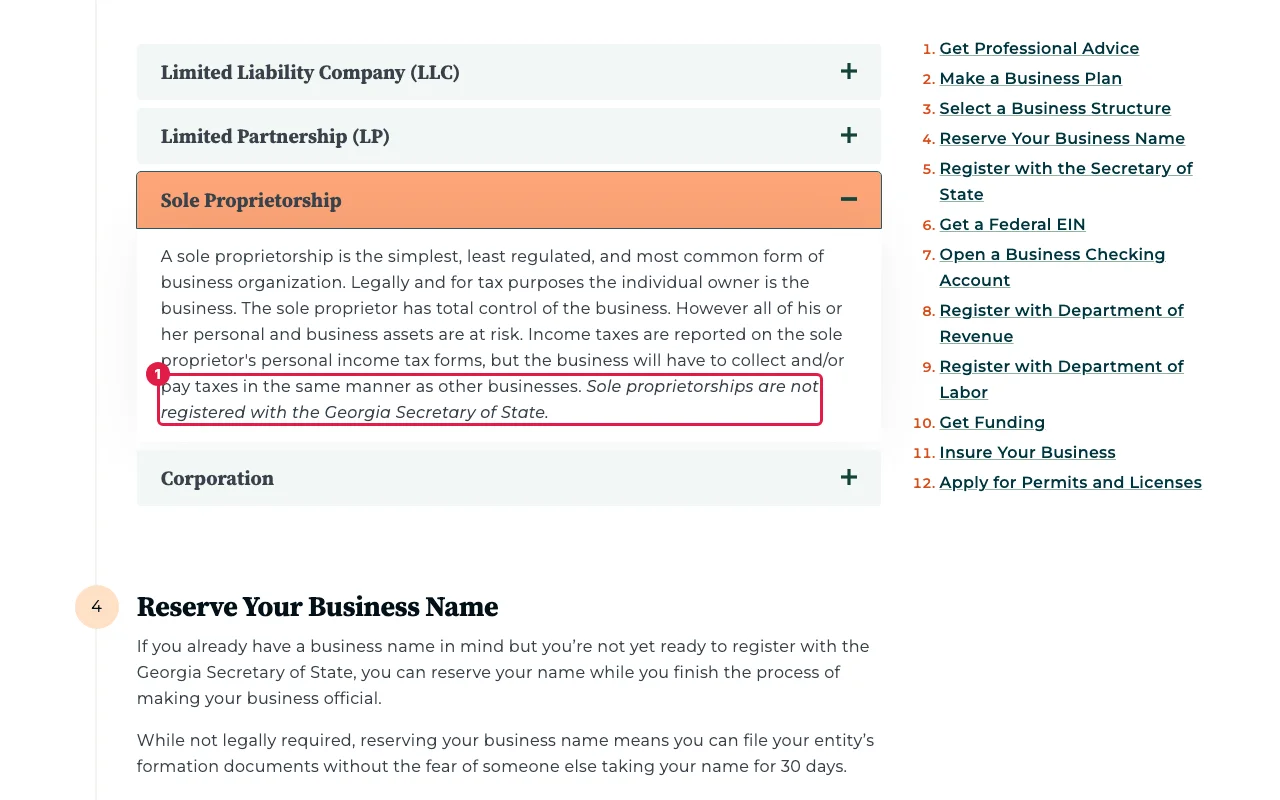 Limited Liability Company (LLC)
Limited Partnership (LP)
Sole Proprietorship
A sole proprietorship is the simplest, least regulated, and most common form of
business organization. Legally and for tax purposes the individual owner is the
business. The sole proprietor has total control of the business. However all of his or
her personal and business assets are at risk. Income taxes are reported on the sole
proprietor's personal income tax forms, but the business will have to collect and/or
1
pay taxes in the same manner as other businesses. Sole proprietorships are not
registered with the Georgia Secretary of State.
Corporation
4
Reserve Your Business Name
If you already have a business name in mind but you’re not yet ready to register with the
Georgia Secretary of State, you can reserve your name while you finish the process of
making your business official.
While not legally required, reserving your business name means you can file your entity’s
formation documents without the fear of someone else taking your name for 30 days.
1. Get Professional Advice
2. Make a Business Plan
3. Select a Business Structure
4. Reserve Your Business Name
5. Register with the Secretary of
State
6. Get a Federal EIN
7. Open a Business Checking
Account
8. Register with Department of
Revenue
9. Register with Department of
Labor
10. Get Funding
11. Insure Your Business
12. Apply for Permits and Licenses